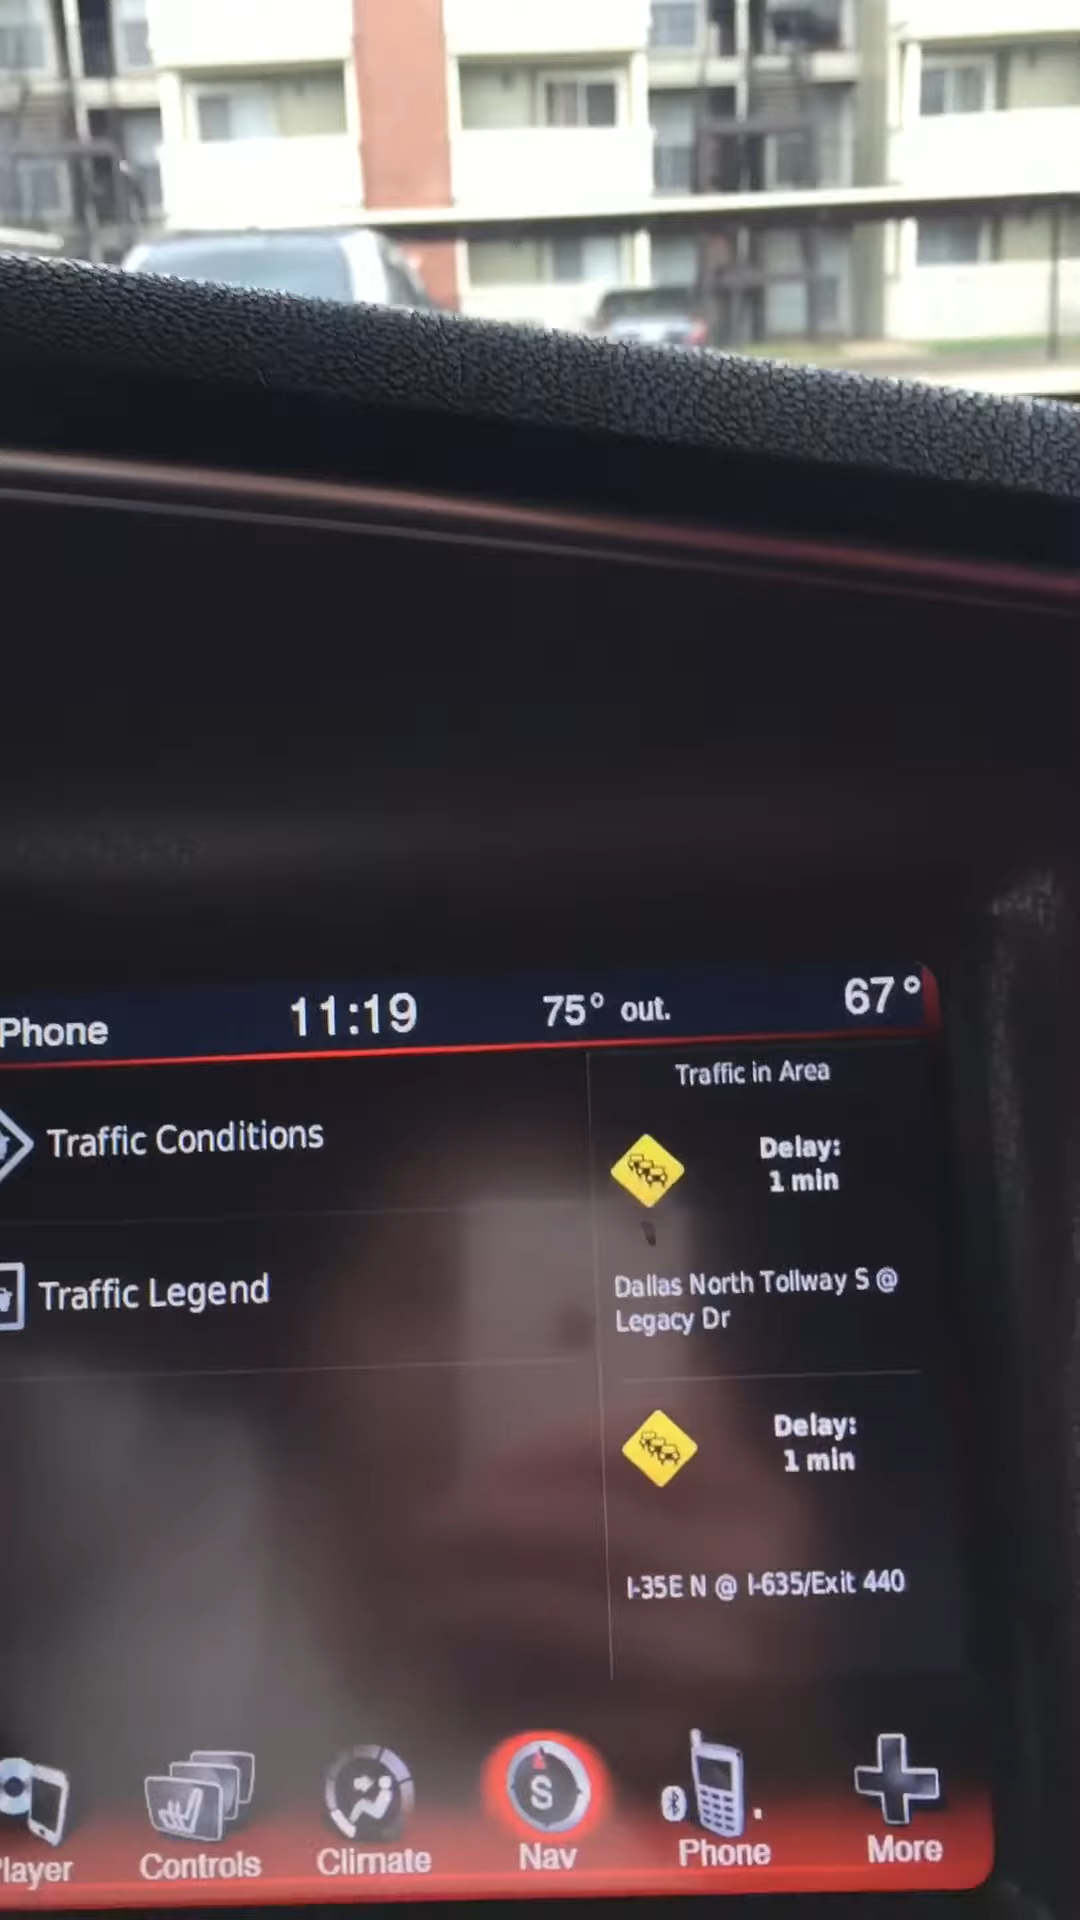 Phone 11:19 75° out. 67°
Traffic in Area
Traffic Conditions
Delay:
1 min
Traffic Legend
Dallas North Tollway S @
Legacy Dr
Delay:
1 min
I-35E N @ I-635/Exit 440
S
layer Controls Climate Nav Phone More